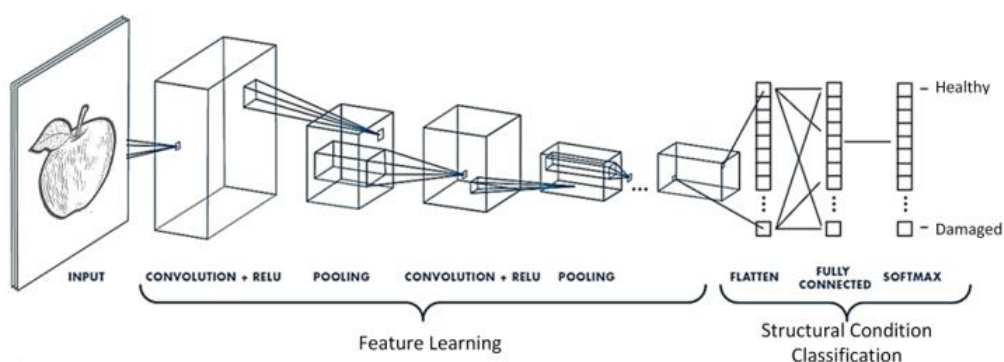 Healthy
Damaged
INPUT
CONVOLUTION + RELU
POOLING
CONVOLUTION + RELU
POOLING
FLATTEN
FULLY
CONNECTED
SOFTMAX
Feature Learning
Structural Condition
Classification